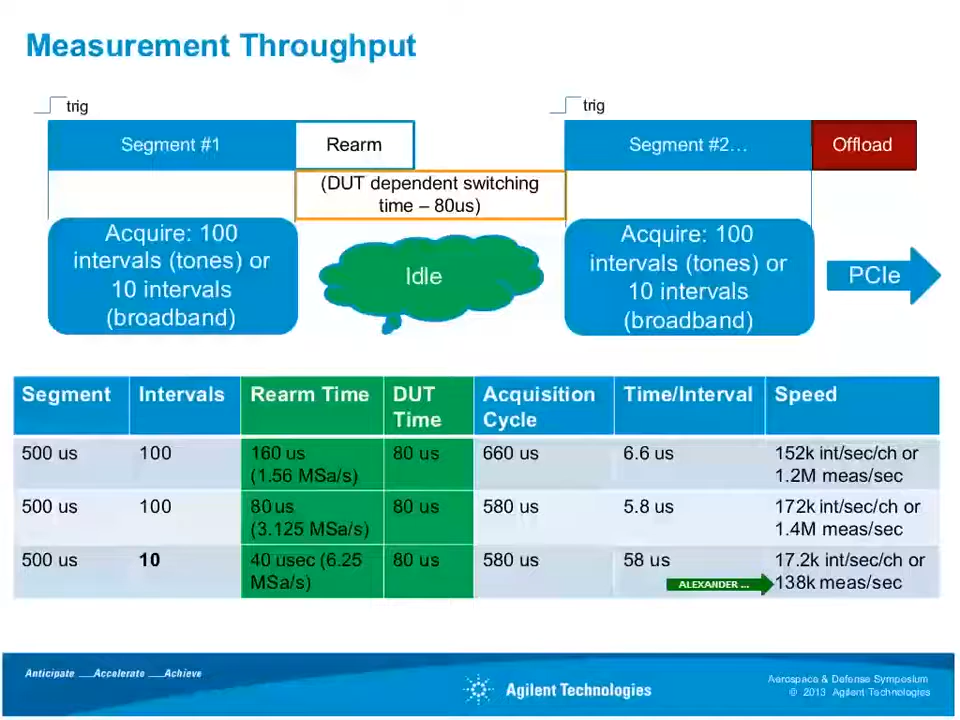 Measurement Throughput
trig
trig
Segment #1
Rearm
Segment #2…
Offload
(DUT dependent switching
time – 80us)
Acquire: 100
intervals (tones) or
10 intervals
(broadband)
Idle
Acquire: 100
intervals (tones) or
10 intervals
(broadband)
PCIe
Segment Intervals Rearm Time DUT Time Acquisition Cycle Time/Interval Speed
500 us 100 160 us (1.56 MSa/s) 80 us 660 us 6.6 us 152k int/sec/ch or 1.2M meas/sec
500 us 100 80us (3.125 MSa/s) 80 us 580 us 5.8 us 172k int/sec/ch or 1.4M meas/sec
500 us 10 40 usec (6.25 MSa/s) 80 us 580 us 58 us 17.2k int/sec/ch or 138k meas/sec
ALEXANDER ...
Anticipate __Accelerate __Achieve
Agilent Technologies
Aerospace & Defense Symposium
© 2013 Agilent Technologies